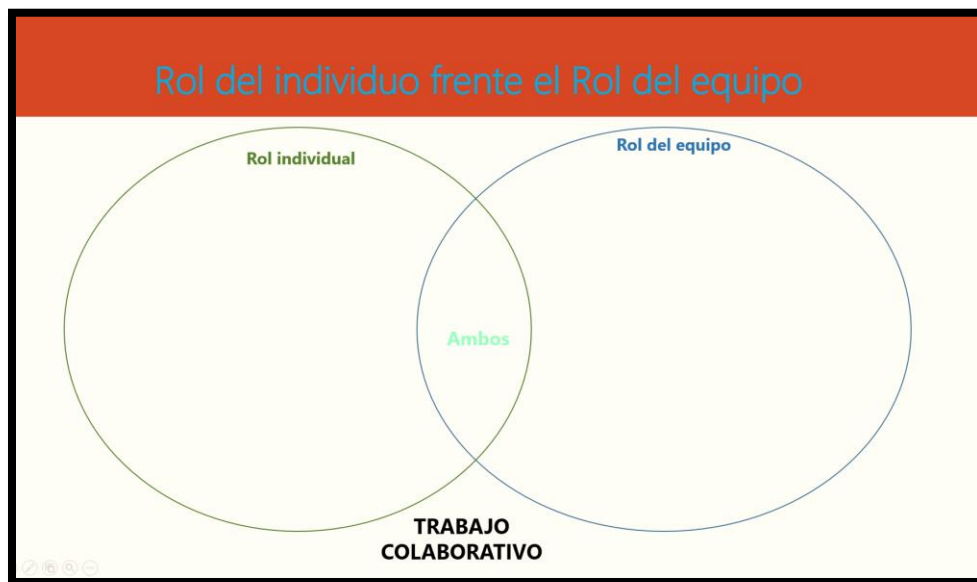 Rol del individuo frente el Rol del equipo
Rol individual
Rol del equipo
Ambos
TRABAJO
COLABORATIVO